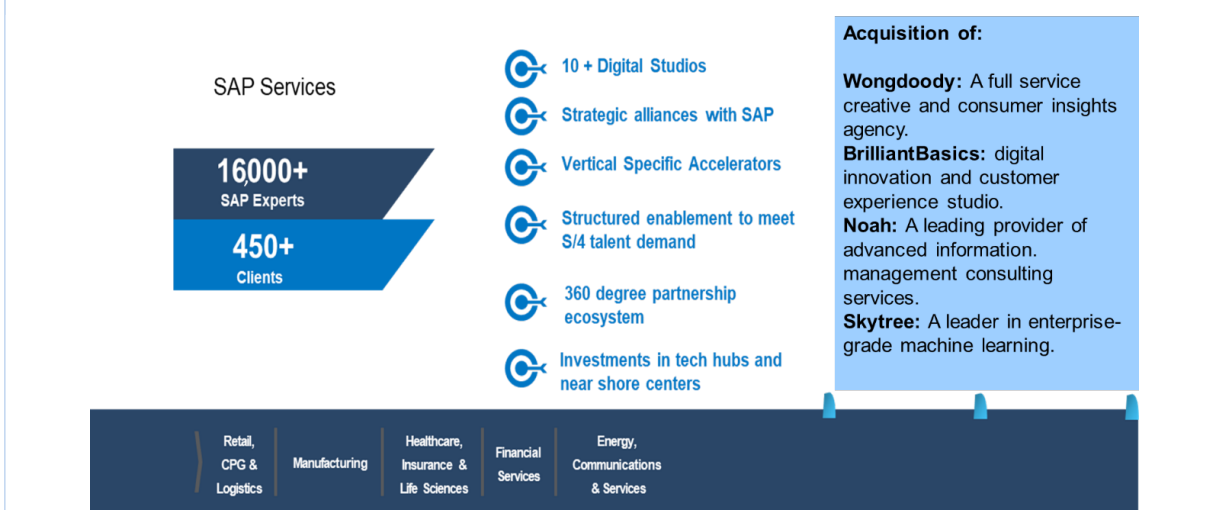 SAP Services
16,000+
SAP Experts
450+
Clients
10 + Digital Studios
Strategic alliances with SAP
Vertical Specific Accelerators
Structured enablement to meet
S/4 talent demand
360 degree partnership
ecosystem
Investments in tech hubs and
near shore centers
Acquisition of:
Wongdoody: A full service
creative and consumer insights
agency.
BrilliantBasics: digital
innovation and customer
experience studio.
Noah: A leading provider of
advanced information.
management consulting
services.
Skytree: A leader in enterprise-
grade machine learning.
Retail,
CPG &
Logistics
Manufacturing
Healthcare,
Insurance &
Life Sciences
Financial
Services
Energy,
Communications
& Services